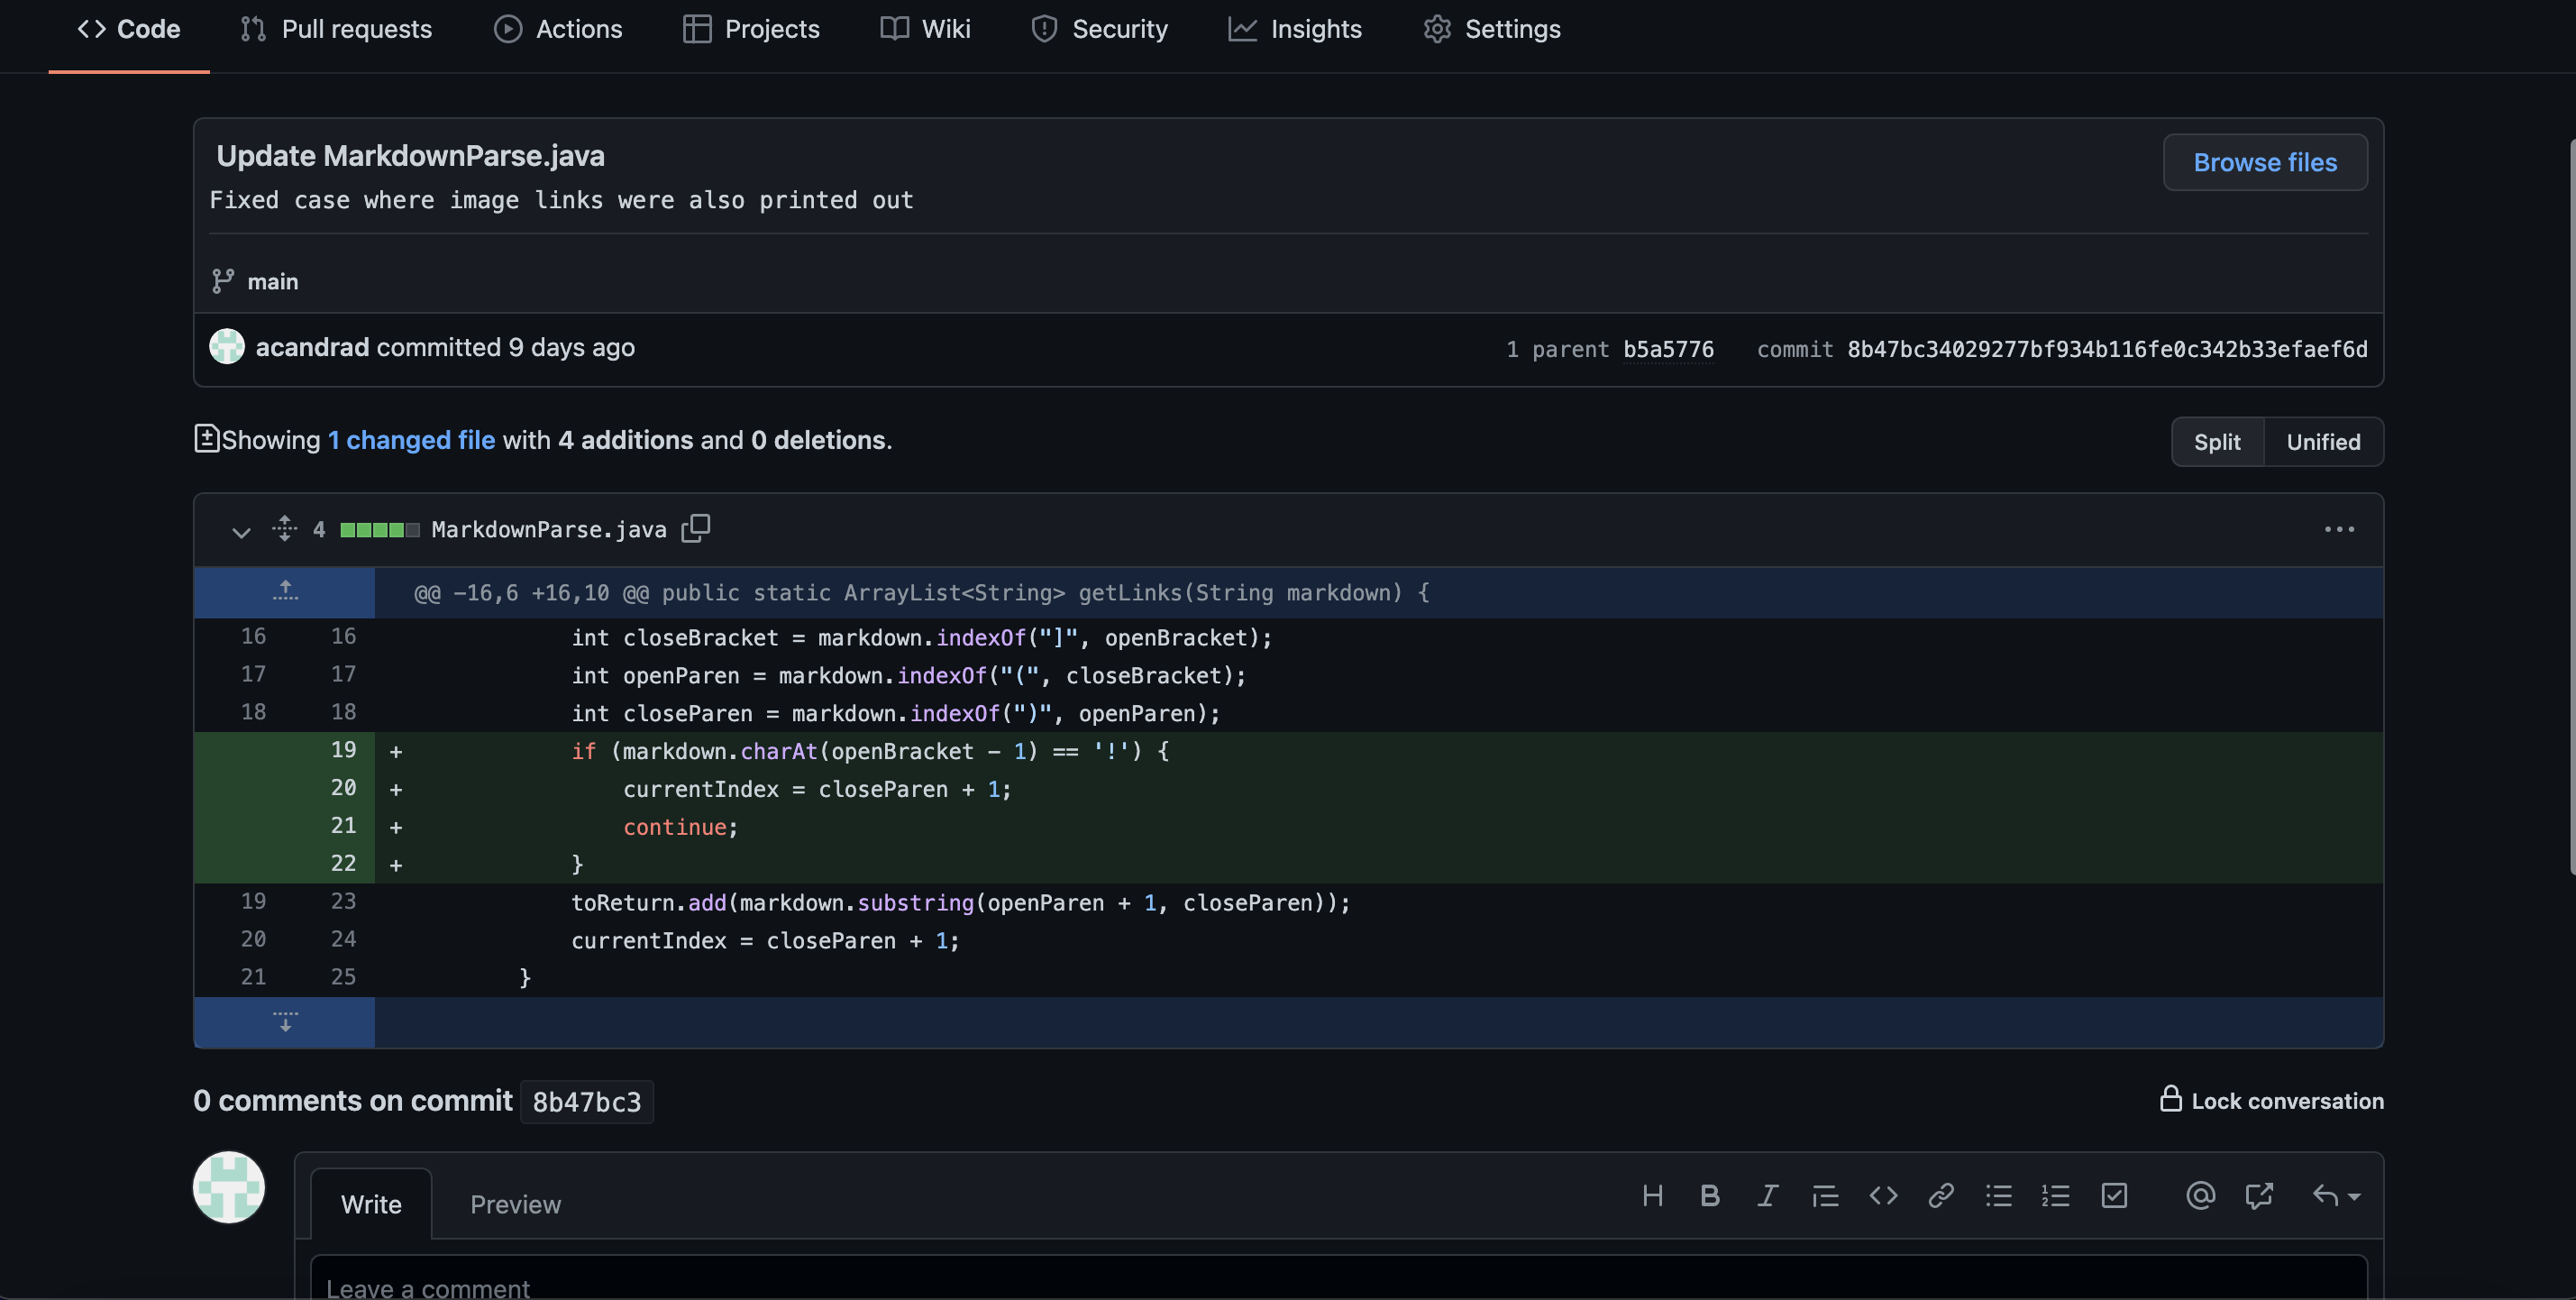 Code Pull requests Actions Projects Wiki Security Insights Settings
Update MarkdownParse.java
Browse files
Fixed case where image links were also printed out
main
acandrad committed 9 days ago 1 parent b5a5776 commit 8b47bc34029277bf934b116fe0c342b33efaef6d
Showing 1 changed file with 4 additions and 0 deletions. Split Unified
4 MarkdownParse.java
@@ -16,6 +16,10 @@ public static ArrayList<String> getLinks(String markdown) {
16 16 int closeBracket = markdown.indexOf("]", openBracket);
17 17 int openParen = markdown.indexOf("(", closeBracket);
18 18 int closeParen = markdown.indexOf(")", openParen);
19 + if (markdown.charAt(openBracket - 1) == '!') {
20 + currentIndex = closeParen + 1;
21 + continue;
22 + }
19 23 toReturn.add(markdown.substring(openParen + 1, closeParen));
20 24 currentIndex = closeParen + 1;
21 25 }
0 comments on commit 8b47bc3 Lock conversation
Write Preview
Leave a comment